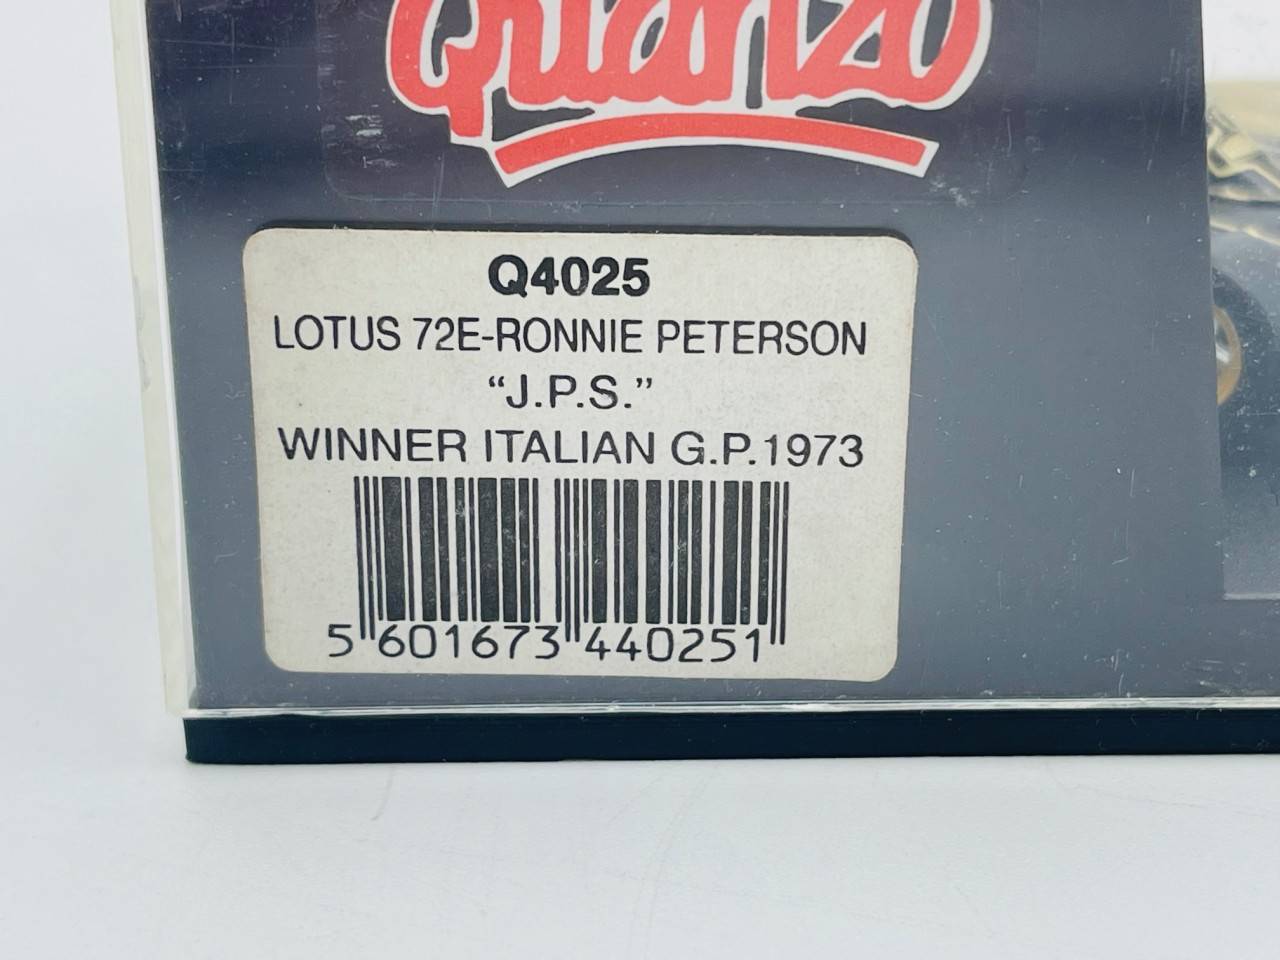 Quartzo
Q4025
LOTUS 72E-RONNIE PETERSON
“J.P.S.”
WINNER ITALIAN G.P.1973
5 601673 440251